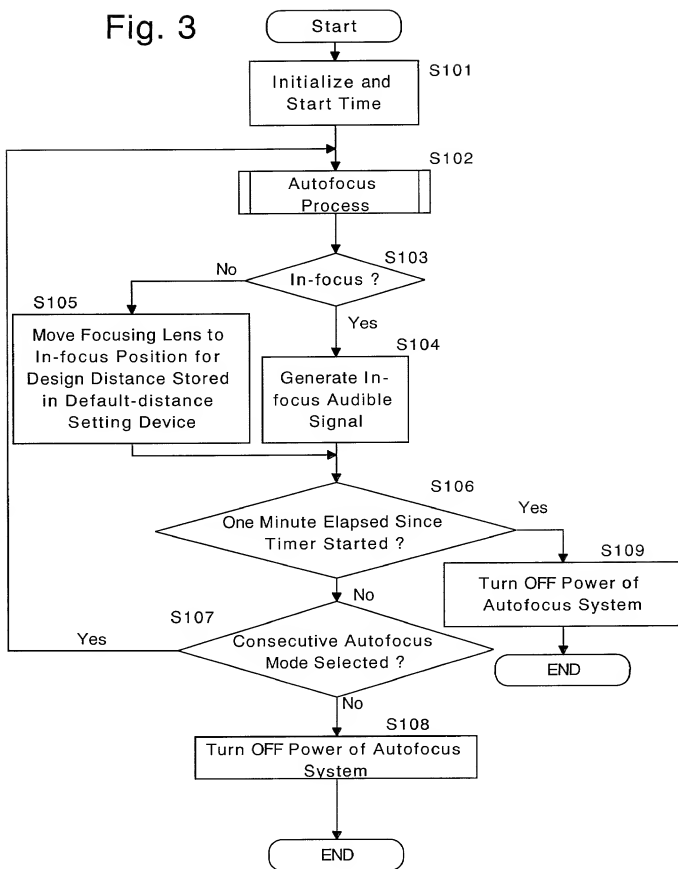 Fig. 3
Start
S101
Initialize and
Start Time
S102
Autofocus
Process
S103
In-focus ?
No
Yes
S105
Move Focusing Lens to
In-focus Position for
Design Distance Stored
in Default-distance
Setting Device
S104
Generate In-
focus Audible
Signal
S106
One Minute Elapsed Since
Timer Started ?
Yes
No
S109
Turn OFF Power of
Autofocus System
END
S107
Consecutive Autofocus
Mode Selected ?
Yes
No
S108
Turn OFF Power of Autofocus
System
END